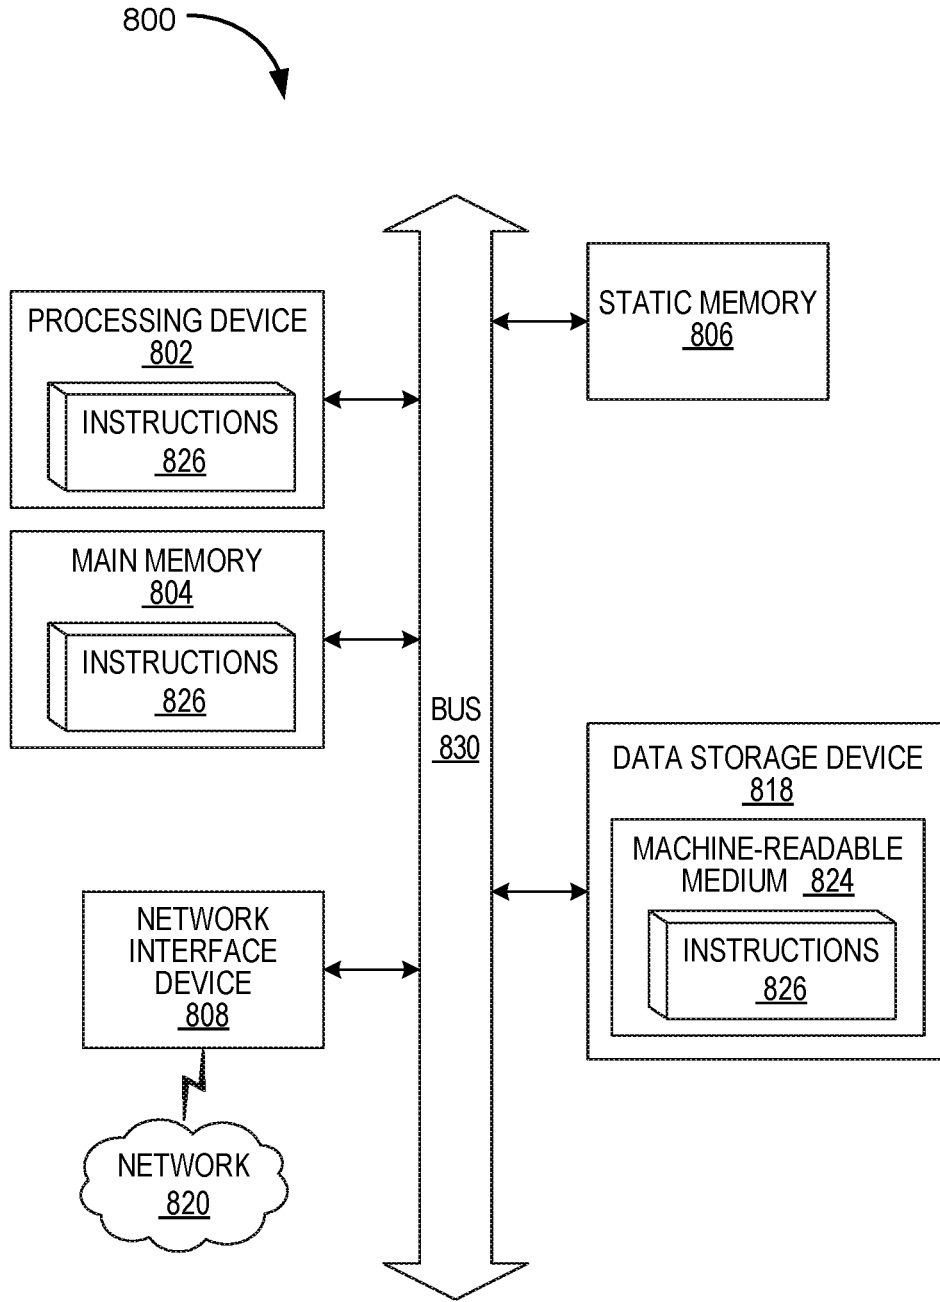 800
PROCESSING DEVICE
802
INSTRUCTIONS
826
MAIN MEMORY
804
INSTRUCTIONS
826
NETWORK
INTERFACE
DEVICE
808
NETWORK
820
BUS
830
STATIC MEMORY
806
DATA STORAGE DEVICE
818
MACHINE-READABLE
MEDIUM 824
INSTRUCTIONS
826